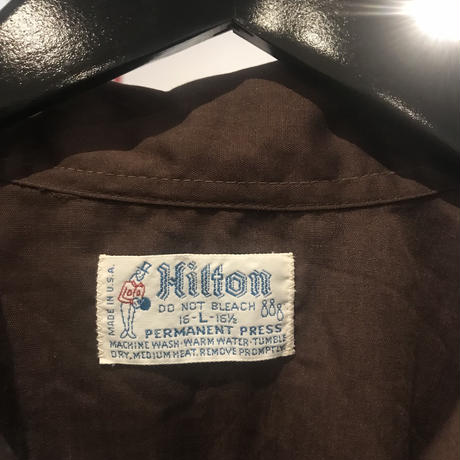 MADE IN U.S.A.
Hilton
DO NOT BLEACH
16-L-16½
PERMANENT PRESS
MACHINE WASH·WARM WATER·TUMBLE
DRY, MEDIUM HEAT. REMOVE PROMPTLY